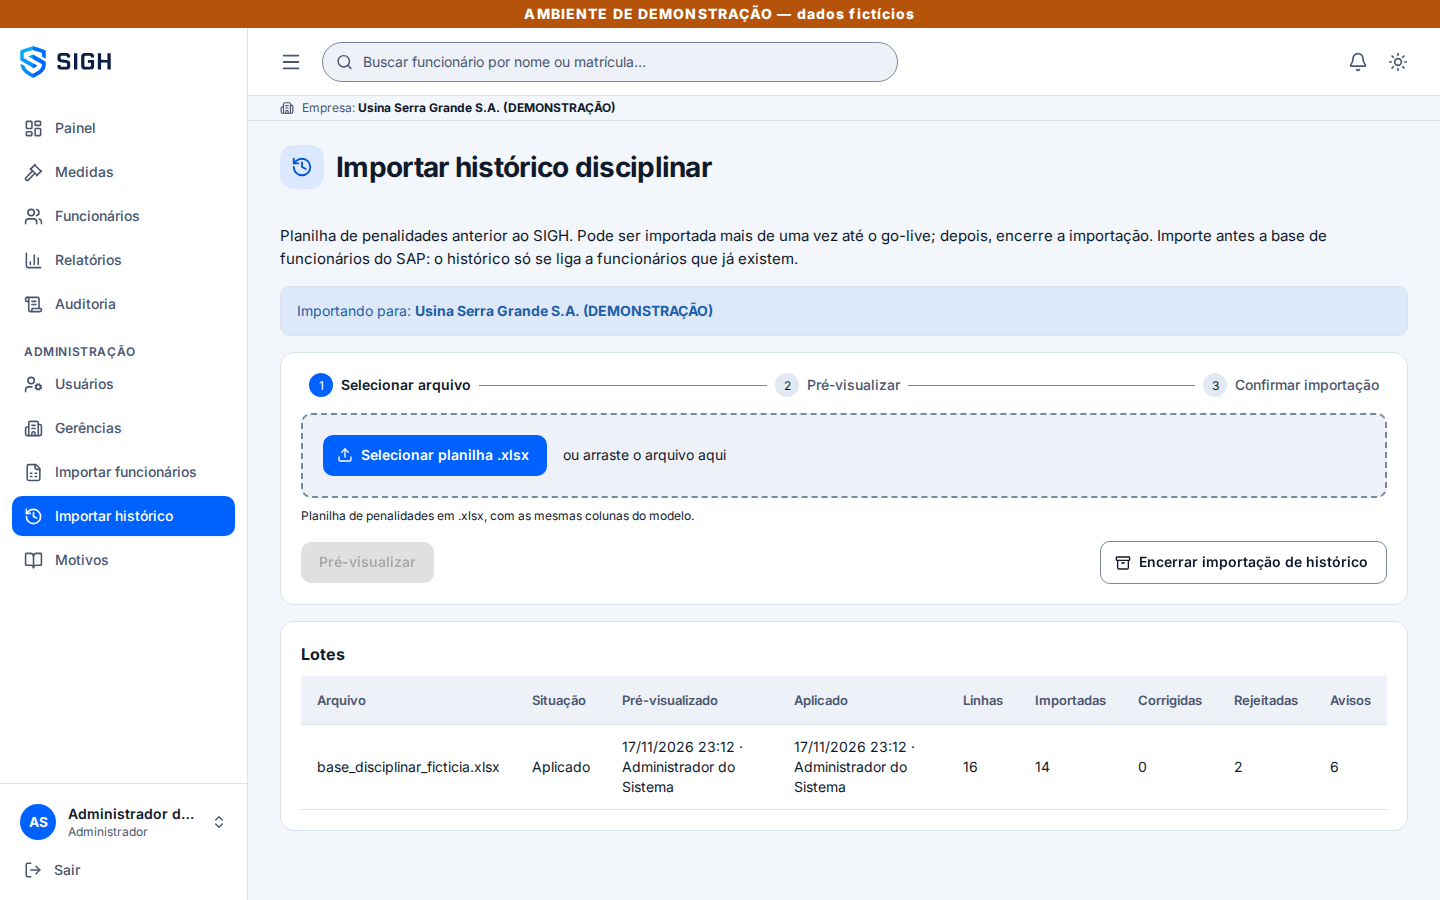 AMBIENTE DE DEMONSTRAÇÃO — dados fictícios
SIGH
Buscar funcionário por nome ou matrícula...
Empresa: Usina Serra Grande S.A. (DEMONSTRAÇÃO)
Painel
Medidas
Funcionários
Relatórios
Auditoria
ADMINISTRAÇÃO
Usuários
Gerências
Importar funcionários
Importar histórico
Motivos
Administrador d...
AS
Administrador
Sair
Importar histórico disciplinar
Planilha de penalidades anterior ao SIGH. Pode ser importada mais de uma vez até o go-live; depois, encerre a importação. Importe antes a base de
funcionários do SAP: o histórico só se liga a funcionários que já existem.
Importando para: Usina Serra Grande S.A. (DEMONSTRAÇÃO)
1 Selecionar arquivo 2 Pré-visualizar 3 Confirmar importação
Selecionar planilha .xlsx ou arraste o arquivo aqui
Planilha de penalidades em .xlsx, com as mesmas colunas do modelo.
Pré-visualizar Encerrar importação de histórico
Lotes
Arquivo Situação Pré-visualizado Aplicado Linhas Importadas Corrigidas Rejeitadas Avisos
17/11/2026 23:12 · 17/11/2026 23:12 ·
base_disciplinar_ficticia.xlsx Aplicado Administrador do Administrador do 16 14 0 2 6
Sistema Sistema